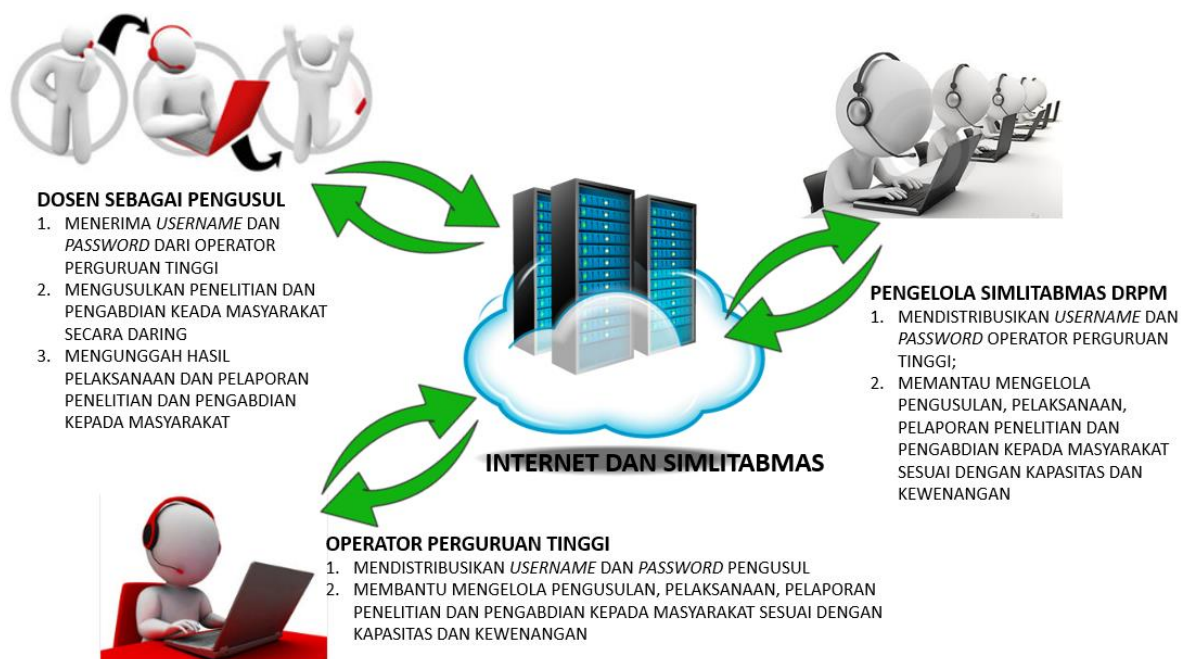 DOSEN SEBAGAI PENGUSUL
1. MENERIMA USERNAME DAN
PASSWORD DARI OPERATOR
PERGURUAN TINGGI
2. MENGUSULKAN PENELITIAN DAN
PENGABDIAN KEADA MASYARAKAT
SECARA DARING
3. MENGUNGGAH HASIL
PELAKSANAAN DAN PELAPORAN
PENELITIAN DAN PENGABDIAN
KEPADA MASYARAKAT
INTERNET DAN SIMLITABMAS
PENGELOLA SIMLITABMAS DRPM
1. MENDISTRIBUSIKAN USERNAME DAN
PASSWORD OPERATOR PERGURUAN
TINGGI;
2. MEMANTAU MENGELOLA
PENGUSULAN, PELAKSANAAN,
PELAPORAN PENELITIAN DAN
PENGABDIAN KEPADA MASYARAKAT
SESUAI DENGAN KAPASITAS DAN
KEWENANGAN
OPERATOR PERGURUAN TINGGI
1. MENDISTRIBUSIKAN USERNAME DAN PASSWORD PENGUSUL
2. MEMBANTU MENGELOLA PENGUSULAN, PELAKSANAAN, PELAPORAN
PENELITIAN DAN PENGABDIAN KEPADA MASYARAKAT SESUAI DENGAN
KAPASITAS DAN KEWENANGAN